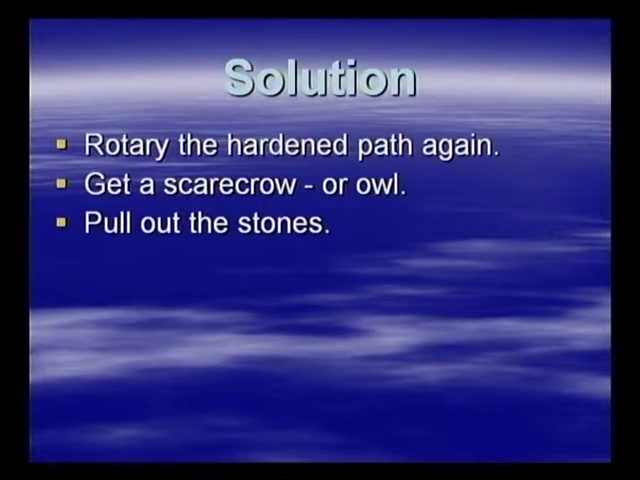 Solution
Rotary the hardened path again.
Get a scarecrow - or owl.
Pull out the stones.